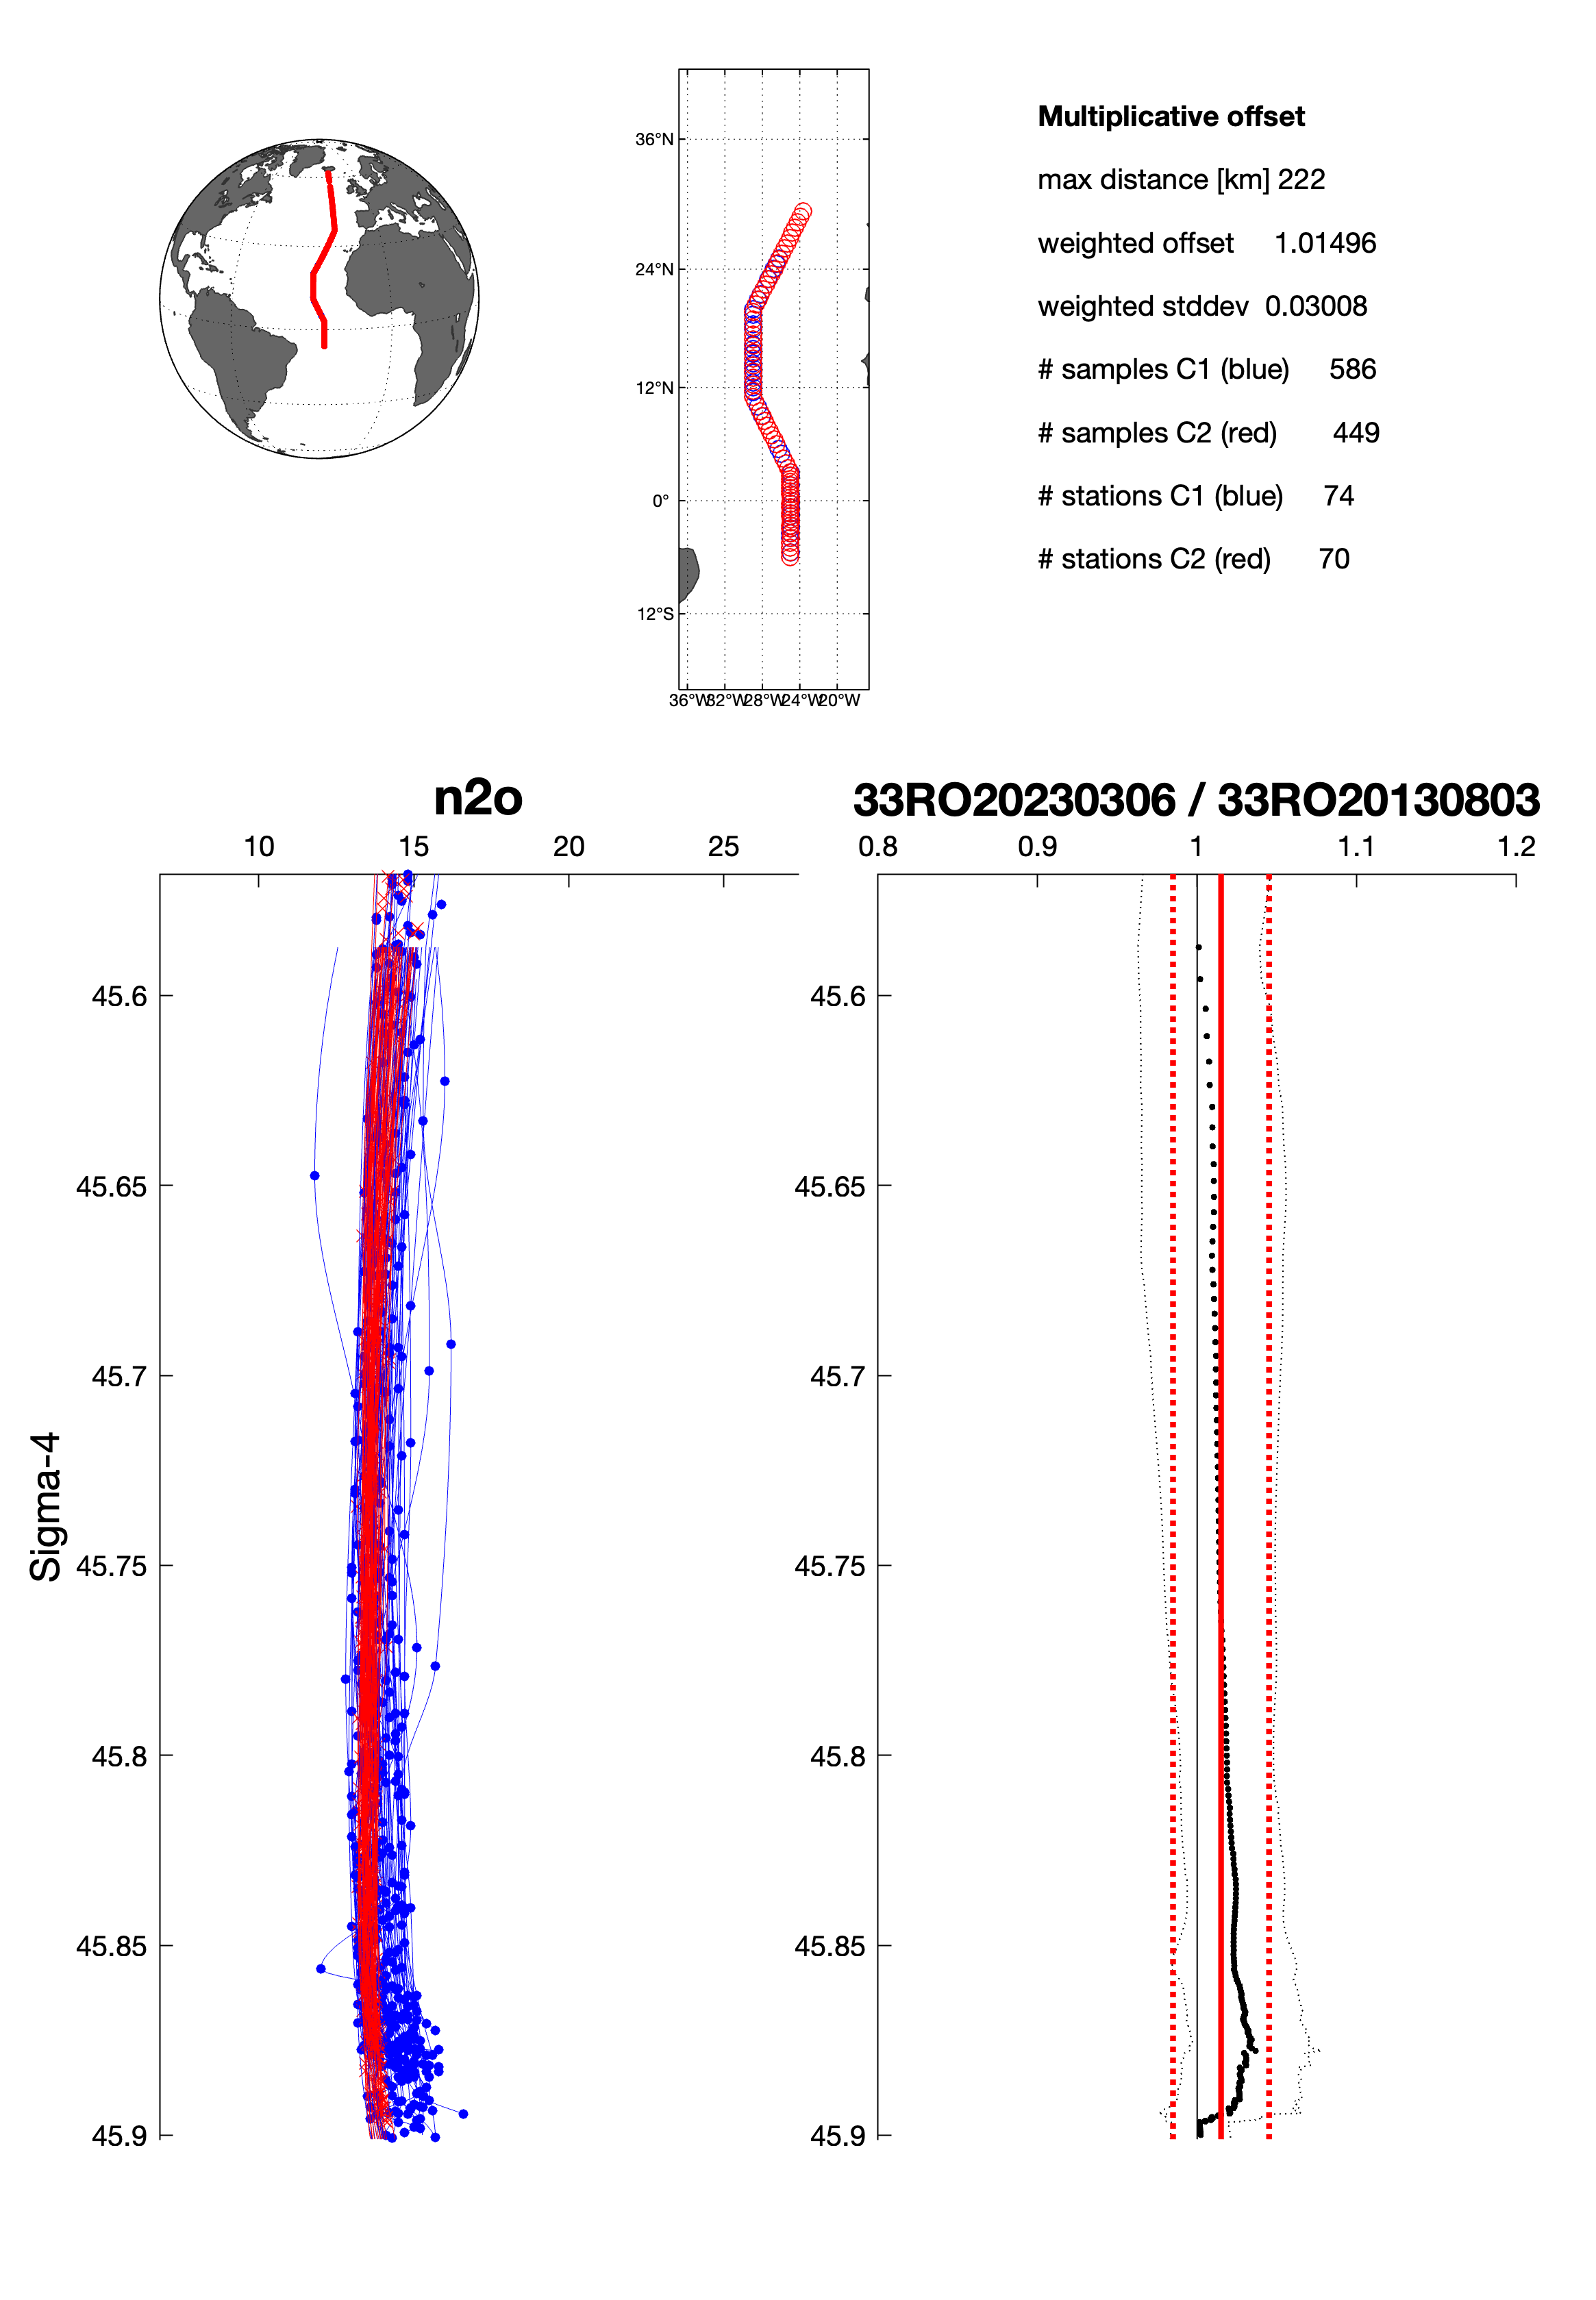 Multiplicative offset
max distance [km] 222
weighted offset 1.01496
weighted stddev 0.03008
# samples C1 (blue) 586
# samples C2 (red) 449
# stations C1 (blue) 74
# stations C2 (red) 70
36°N
24°N
12°N
0°
12°S
36°W 32°W 28°W 24°W 20°W
n2o
10 15 20 25
45.6
45.65
45.7
45.75
45.8
45.85
45.9
Sigma-4
33RO20230306 / 33RO20130803
0.8 0.9 1 1.1 1.2
45.6
45.65
45.7
45.75
45.8
45.85
45.9